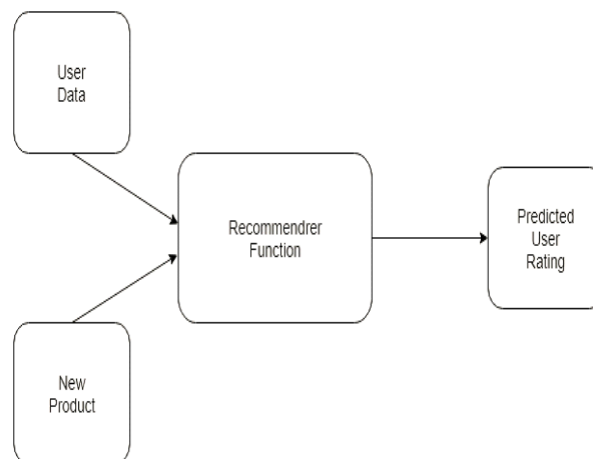 User
Data
Recommendrer
Function
Predicted
User
Rating
New
Product